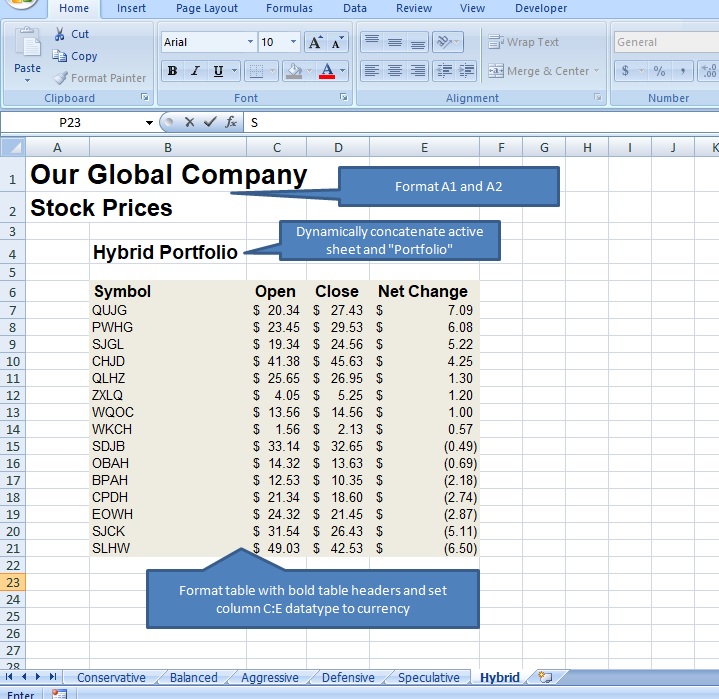 Home Insert Page Layout Formulas Data Review View Developer
Cut
Copy
Paste
Format Painter
Clipboard
Arial 10 A A
B I U A
Font
Wrap Text
Merge & Center
Alignment
General
$ % ,
Number
P23 fx S
A B C D E F G H I J K
1 Our Global Company
Format A1 and A2
2 Stock Prices
3
Dynamically concatenate active
sheet and "Portfolio"
4 Hybrid Portfolio
5
6 Symbol Open Close Net Change
7 QUJG $ 20.34 $ 27.43 $ 7.09
8 PWHG $ 23.45 $ 29.53 $ 6.08
9 SJGL $ 19.34 $ 24.56 $ 5.22
10 CHJD $ 41.38 $ 45.63 $ 4.25
11 QLHZ $ 25.65 $ 26.95 $ 1.30
12 ZXLQ $ 4.05 $ 5.25 $ 1.20
13 WQOC $ 13.56 $ 14.56 $ 1.00
14 WKCH $ 1.56 $ 2.13 $ 0.57
15 SDJB $ 33.14 $ 32.65 $ (0.49)
16 OBAH $ 14.32 $ 13.63 $ (0.69)
17 BPAH $ 12.53 $ 10.35 $ (2.18)
18 CPDH $ 21.34 $ 18.60 $ (2.74)
19 EOWH $ 24.32 $ 21.45 $ (2.87)
20 SJCK $ 31.54 $ 26.43 $ (5.11)
21 SLHW $ 49.03 $ 42.53 $ (6.50)
22
23
Format table with bold table headers and set
24
column C:E datatype to currency
25
26
27
28
Conservative Balanced Aggressive Defensive Speculative Hybrid
Enter